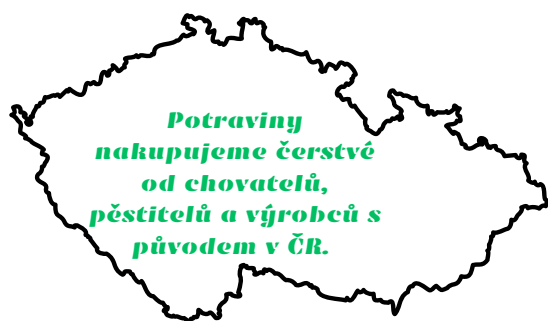 Potraviny
nakupujeme čerstvé
od chovatelů,
pěstitelů a výrobců s
původem v ČR.